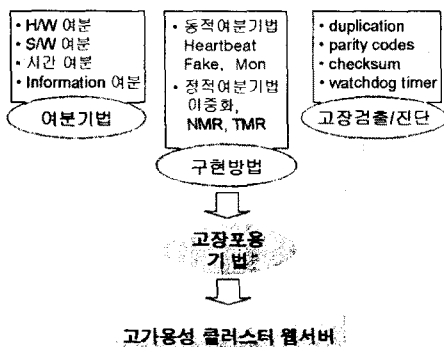 • H/W 여분
• S/W 여분
• 시간 여분
• Information 여분
여분기법
• 동적여분기법
Heartbeat
Fake, Mon
• 정적여분기법
이중화,
NMR, TMR
구현방법
• duplication
• parity codes
• checksum
• watchdog timer
고장검출/진단
고장포용
기법
고가용성 클러스터 웹서버